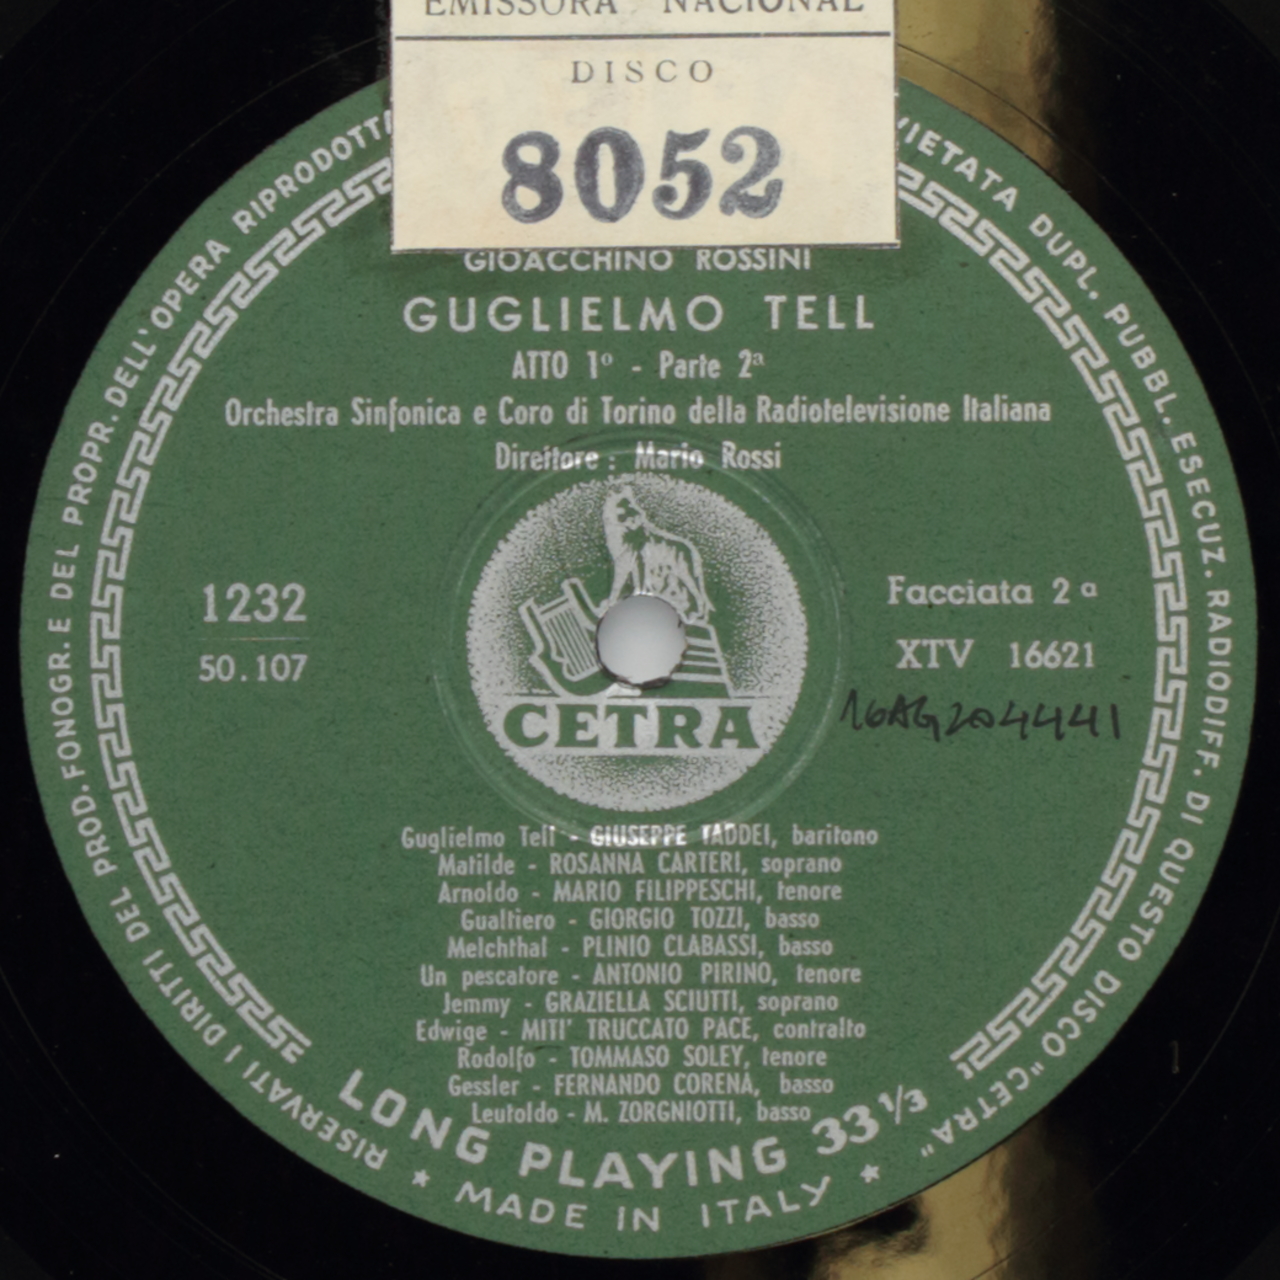 EMISSORA NACIONAL
DISCO
8052
GIOACCHINO ROSSINI
GUGLIELMO TELL
ATTO 1º - Parte 2ª
Orchestra Sinfonica e Coro di Torino della Radiotelevisione Italiana
Direttore : Mario Rossi
1232
50.107
Facciata 2ª
XTV 16621
16AG204441
CETRA
Guglielmo Tell - GIUSEPPE TADDEI, baritono
Matilde - ROSANNA CARTERI, soprano
Arnoldo - MARIO FILIPPESCHI, tenore
Gualtiero - GIORGIO TOZZI, basso
Melchthal - PLINIO CLABASSI, basso
Un pescatore - ANTONIO PIRINO, tenore
Jemmy - GRAZIELLA SCIUTTI, soprano
Edwige - MITI' TRUCCATO PACE, contralto
Rodolfo - TOMMASO SOLEY, tenore
Gessler - FERNANDO CORENA, basso
Leutoldo - M. ZORGNIOTTI, basso
LONG PLAYING 33 1/3
★ MADE IN ITALY ★
RISERVATI I DIRITTI DEL PROD. FONOGR. E DEL PROPR. DELL'OPERA RIPRODOTTA
VIETATA DUPL. PUBBL. ESECUZ. RADIODIFF. DI QUESTO DISCO "CETRA"